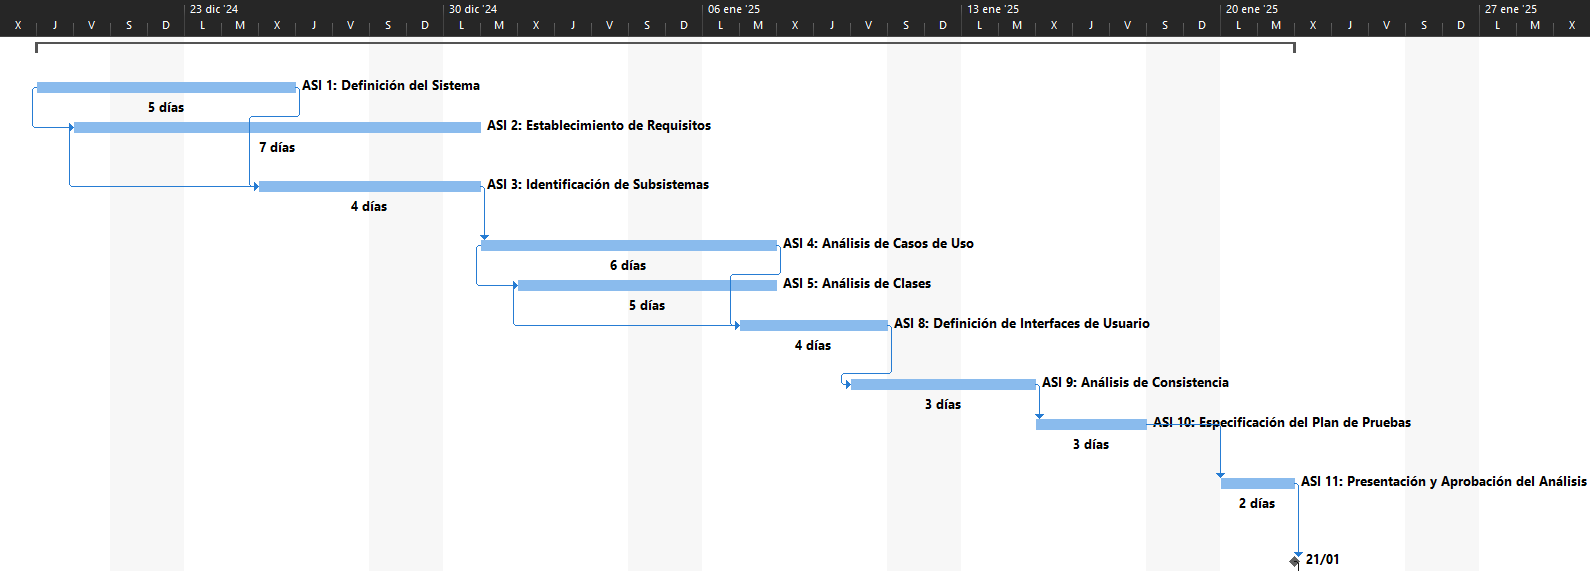 23 dic '24 30 dic '24 06 ene '25 13 ene '25 20 ene '25 27 ene '25
X J V S D L M X J V S D L M X J V S D L M X J V S D L M X J V S D L M X J V S D L M X
ASI 1: Definición del Sistema
5 días
ASI 2: Establecimiento de Requisitos
7 días
ASI 3: Identificación de Subsistemas
4 días
ASI 4: Análisis de Casos de Uso
6 días
ASI 5: Análisis de Clases
5 días
ASI 8: Definición de Interfaces de Usuario
4 días
ASI 9: Análisis de Consistencia
3 días
ASI 10: Especificación del Plan de Pruebas
3 días
ASI 11: Presentación y Aprobación del Análisis
2 días
21/01